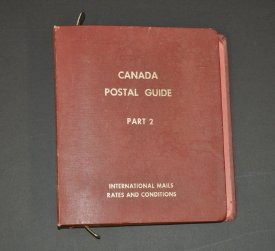 CANADA
POSTAL GUIDE
PART 2
INTERNATIONAL MAILS
RATES AND CONDITIONS